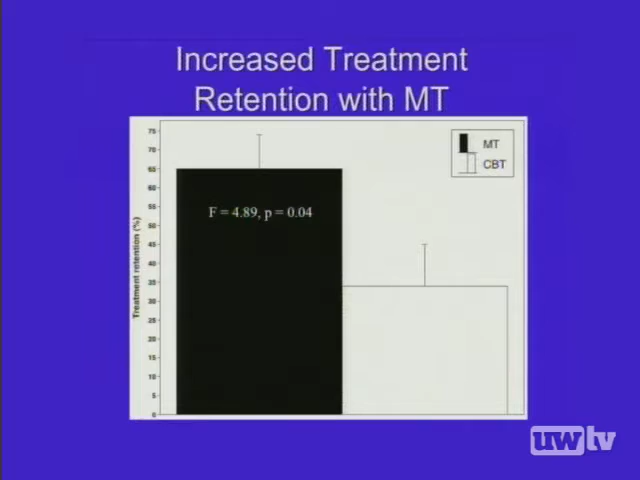 Increased Treatment
Retention with MT
75
70
65
60
55
50
45
40
35
30
25
20
15
10
5
0
Treatment retention (%)
F = 4.89, p = 0.04
MT
CBT
uwtv